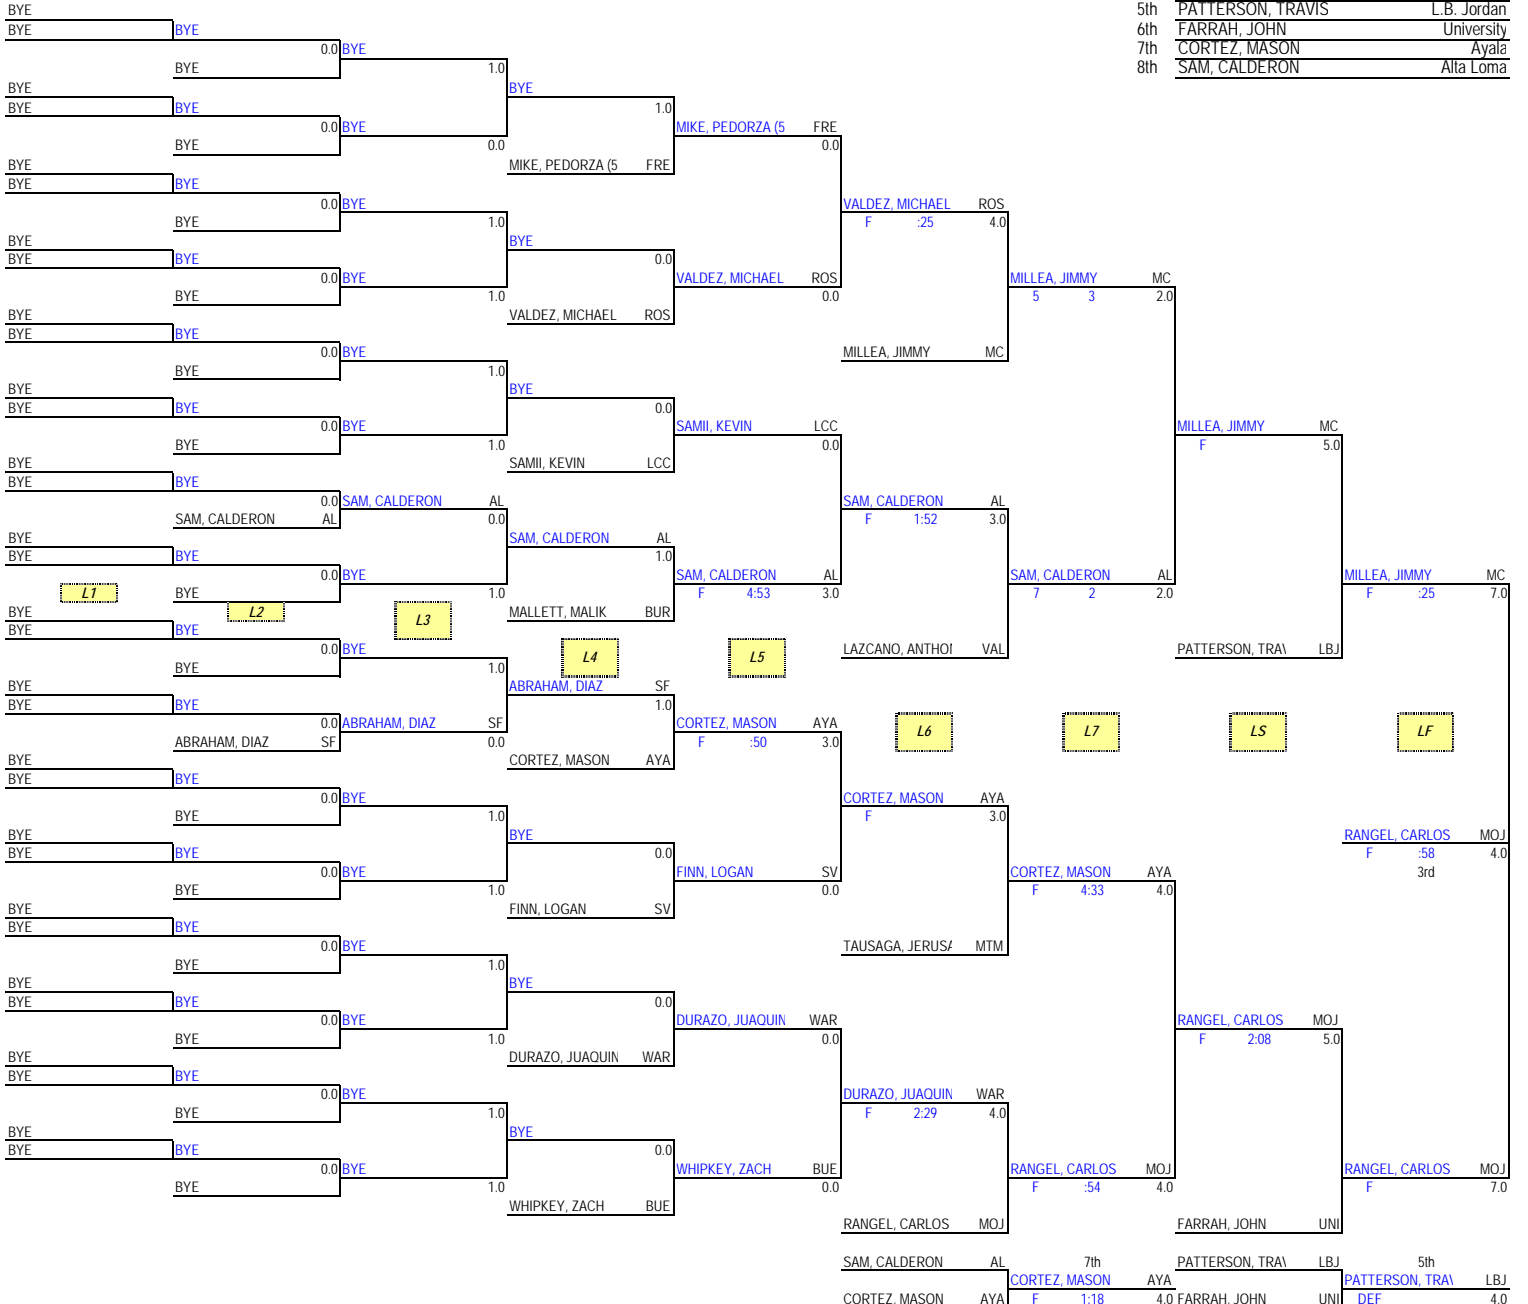 BYE
5th PATTERSON, TRAVIS L.B. Jordan
BYE BYE
6th FARRAH, JOHN University
0.0 BYE
7th CORTEZ, MASON Ayala
BYE 1.0
8th SAM, CALDERON Alta Loma
BYE BYE
BYE BYE 1.0
0.0 BYE MIKE, PEDORZA (5 FRE
BYE 0.0 0.0
BYE MIKE, PEDORZA (5 FRE
BYE BYE
0.0 BYE VALDEZ, MICHAEL ROS
BYE 1.0 F :25 4.0
BYE BYE
BYE BYE 0.0
0.0 BYE VALDEZ, MICHAEL ROS MILLEA, JIMMY MC
BYE 1.0 0.0 5 3 2.0
BYE VALDEZ, MICHAEL ROS
BYE BYE
0.0 BYE MILLEA, JIMMY MC
BYE 1.0
BYE BYE
BYE BYE 0.0
0.0 BYE SAMII, KEVIN LCC MILLEA, JIMMY MC
BYE 1.0 0.0 F 5.0
BYE SAMII, KEVIN LCC
BYE BYE
0.0 SAM, CALDERON AL SAM, CALDERON AL
SAM, CALDERON AL 0.0 F 1:52 3.0
BYE SAM, CALDERON AL
BYE BYE 1.0
0.0 BYE SAM, CALDERON AL SAM, CALDERON AL MILLEA, JIMMY MC
L1 BYE 1.0 F 4:53 3.0 7 2 2.0 F :25 7.0
BYE L2 L3 MALLETT, MALIK BUR
BYE BYE
0.0 BYE L4 L5 LAZCANO, ANTHO VAL PATTERSON, TRA LBJ
BYE 1.0
BYE ABRAHAM, DIAZ SF
BYE BYE 1.0
0.0 ABRAHAM, DIAZ SF CORTEZ, MASON AYA L6 L7 LS LF
ABRAHAM, DIAZ SF 0.0 F :50 3.0
BYE CORTEZ, MASON AYA
BYE BYE
0.0 BYE CORTEZ, MASON AYA
BYE 1.0 F 3.0
BYE BYE RANGEL, CARLOS MOJ
BYE BYE 0.0 F :58 4.0
0.0 BYE FINN, LOGAN SV CORTEZ, MASON AYA 3rd
BYE 1.0 0.0 F 4:33 4.0
BYE FINN, LOGAN SV
BYE BYE
0.0 BYE TAUSAGA, JERUS MTM
BYE 1.0
BYE BYE
BYE BYE 0.0
0.0 BYE DURAZO, JUAQUIN WAR RANGEL, CARLOS MOJ
BYE 1.0 0.0 F 2:08 5.0
BYE DURAZO, JUAQUIN WAR
BYE BYE
0.0 BYE DURAZO, JUAQUIN WAR
BYE 1.0 F 2:29 4.0
BYE BYE
BYE BYE 0.0
0.0 BYE WHIPKEY, ZACH BUE RANGEL, CARLOS MOJ RANGEL, CARLOS MOJ
BYE 1.0 0.0 F :54 4.0 F 7.0
WHIPKEY, ZACH BUE
RANGEL, CARLOS MOJ FARRAH, JOHN UNI
SAM, CALDERON AL 7th PATTERSON, TRA LBJ 5th
CORTEZ, MASON AYA PATTERSON, TRA LBJ
CORTEZ, MASON AYA F 1:18 4.0 FARRAH, JOHN UNI DEF 4.0